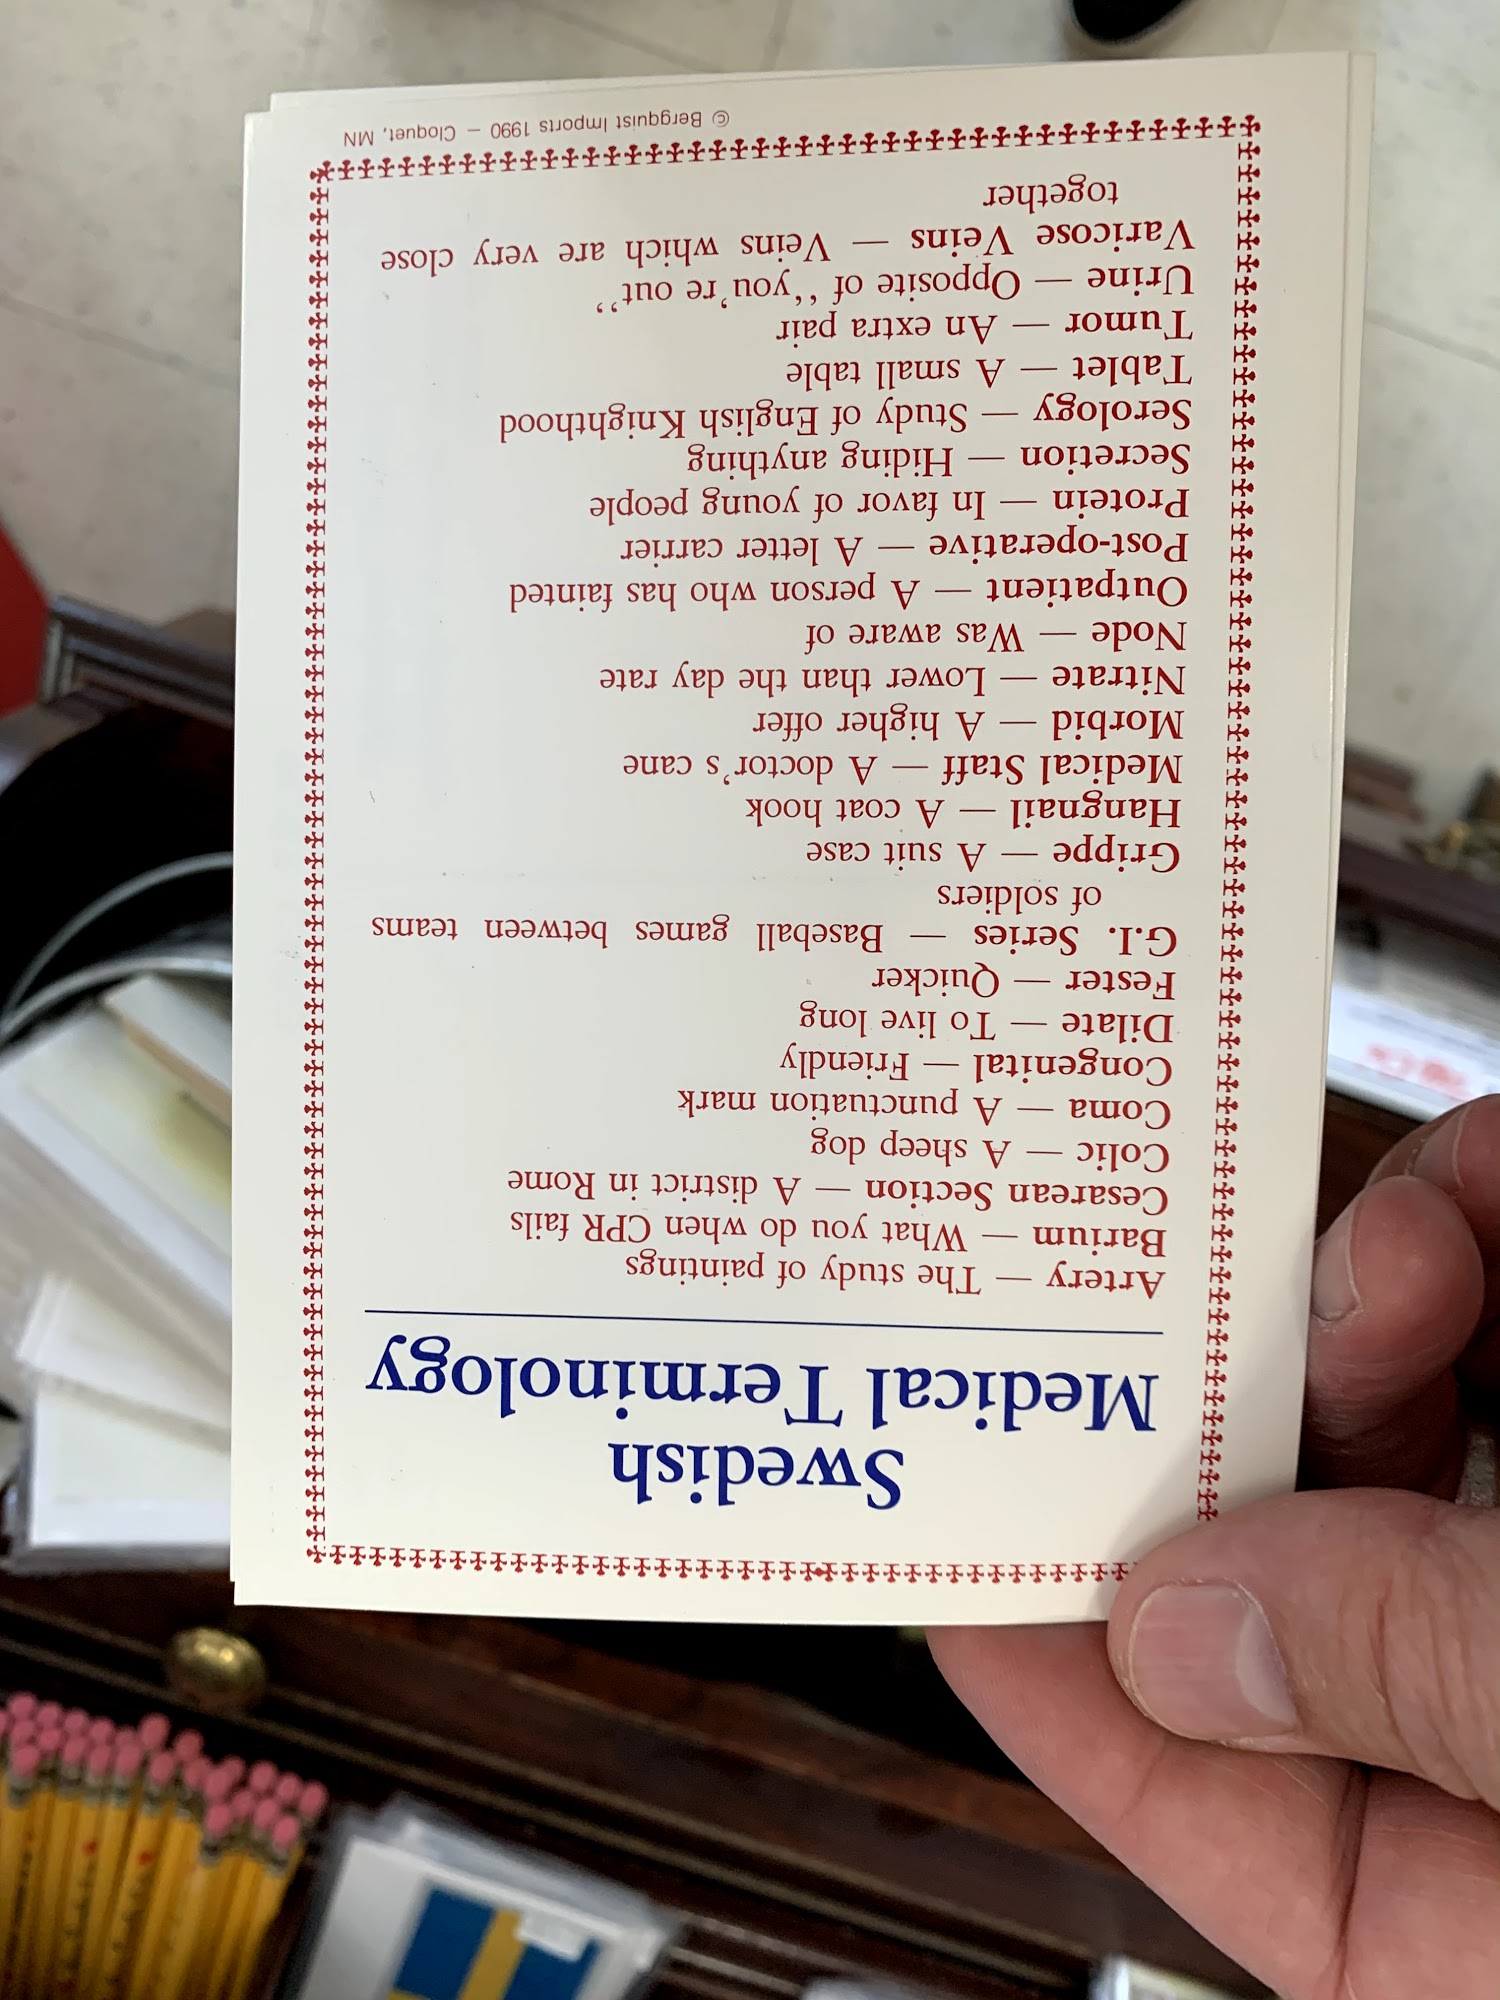 Swedish
Medical Terminology
Artery — The study of paintings
Barium — What you do when CPR fails
Cesarean Section — A district in Rome
Colic — A sheep dog
Coma — A punctuation mark
Congenital — Friendly
Dilate — To live long
Fester — Quicker
G.I. Series — Baseball games between teams
of soldiers
Grippe — A suit case
Hangnail — A coat hook
Medical Staff — A doctor's cane
Morbid — A higher offer
Nitrate — Lower than the day rate
Node — Was aware of
Outpatient — A person who has fainted
Post-operative — A letter carrier
Protein — In favor of young people
Secretion — Hiding anything
Serology — Study of English Knighthood
Tablet — A small table
Tumor — An extra pair
Urine — Opposite of “you're out”
Varicose Veins — Veins which are very close
together
© Bergquist Imports 1990 — Cloquet, MN